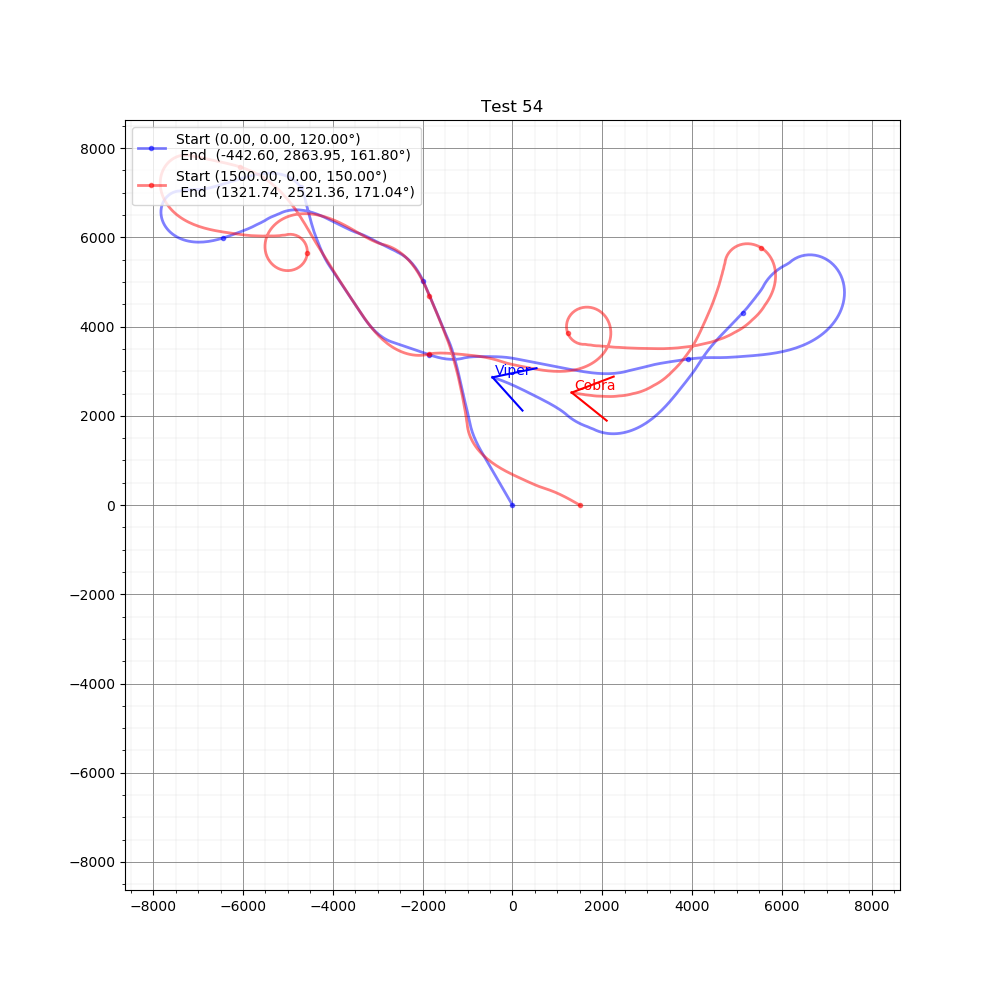 Test 54
Start (0.00, 0.00, 120.00°)
End (-442.60, 2863.95, 161.80°)
Start (1500.00, 0.00, 150.00°)
End (1321.74, 2521.36, 171.04°)
8000
6000
4000
2000
0
−2000
−4000
−6000
−8000
Viper
Cobra
−8000 −6000 −4000 −2000 0 2000 4000 6000 8000